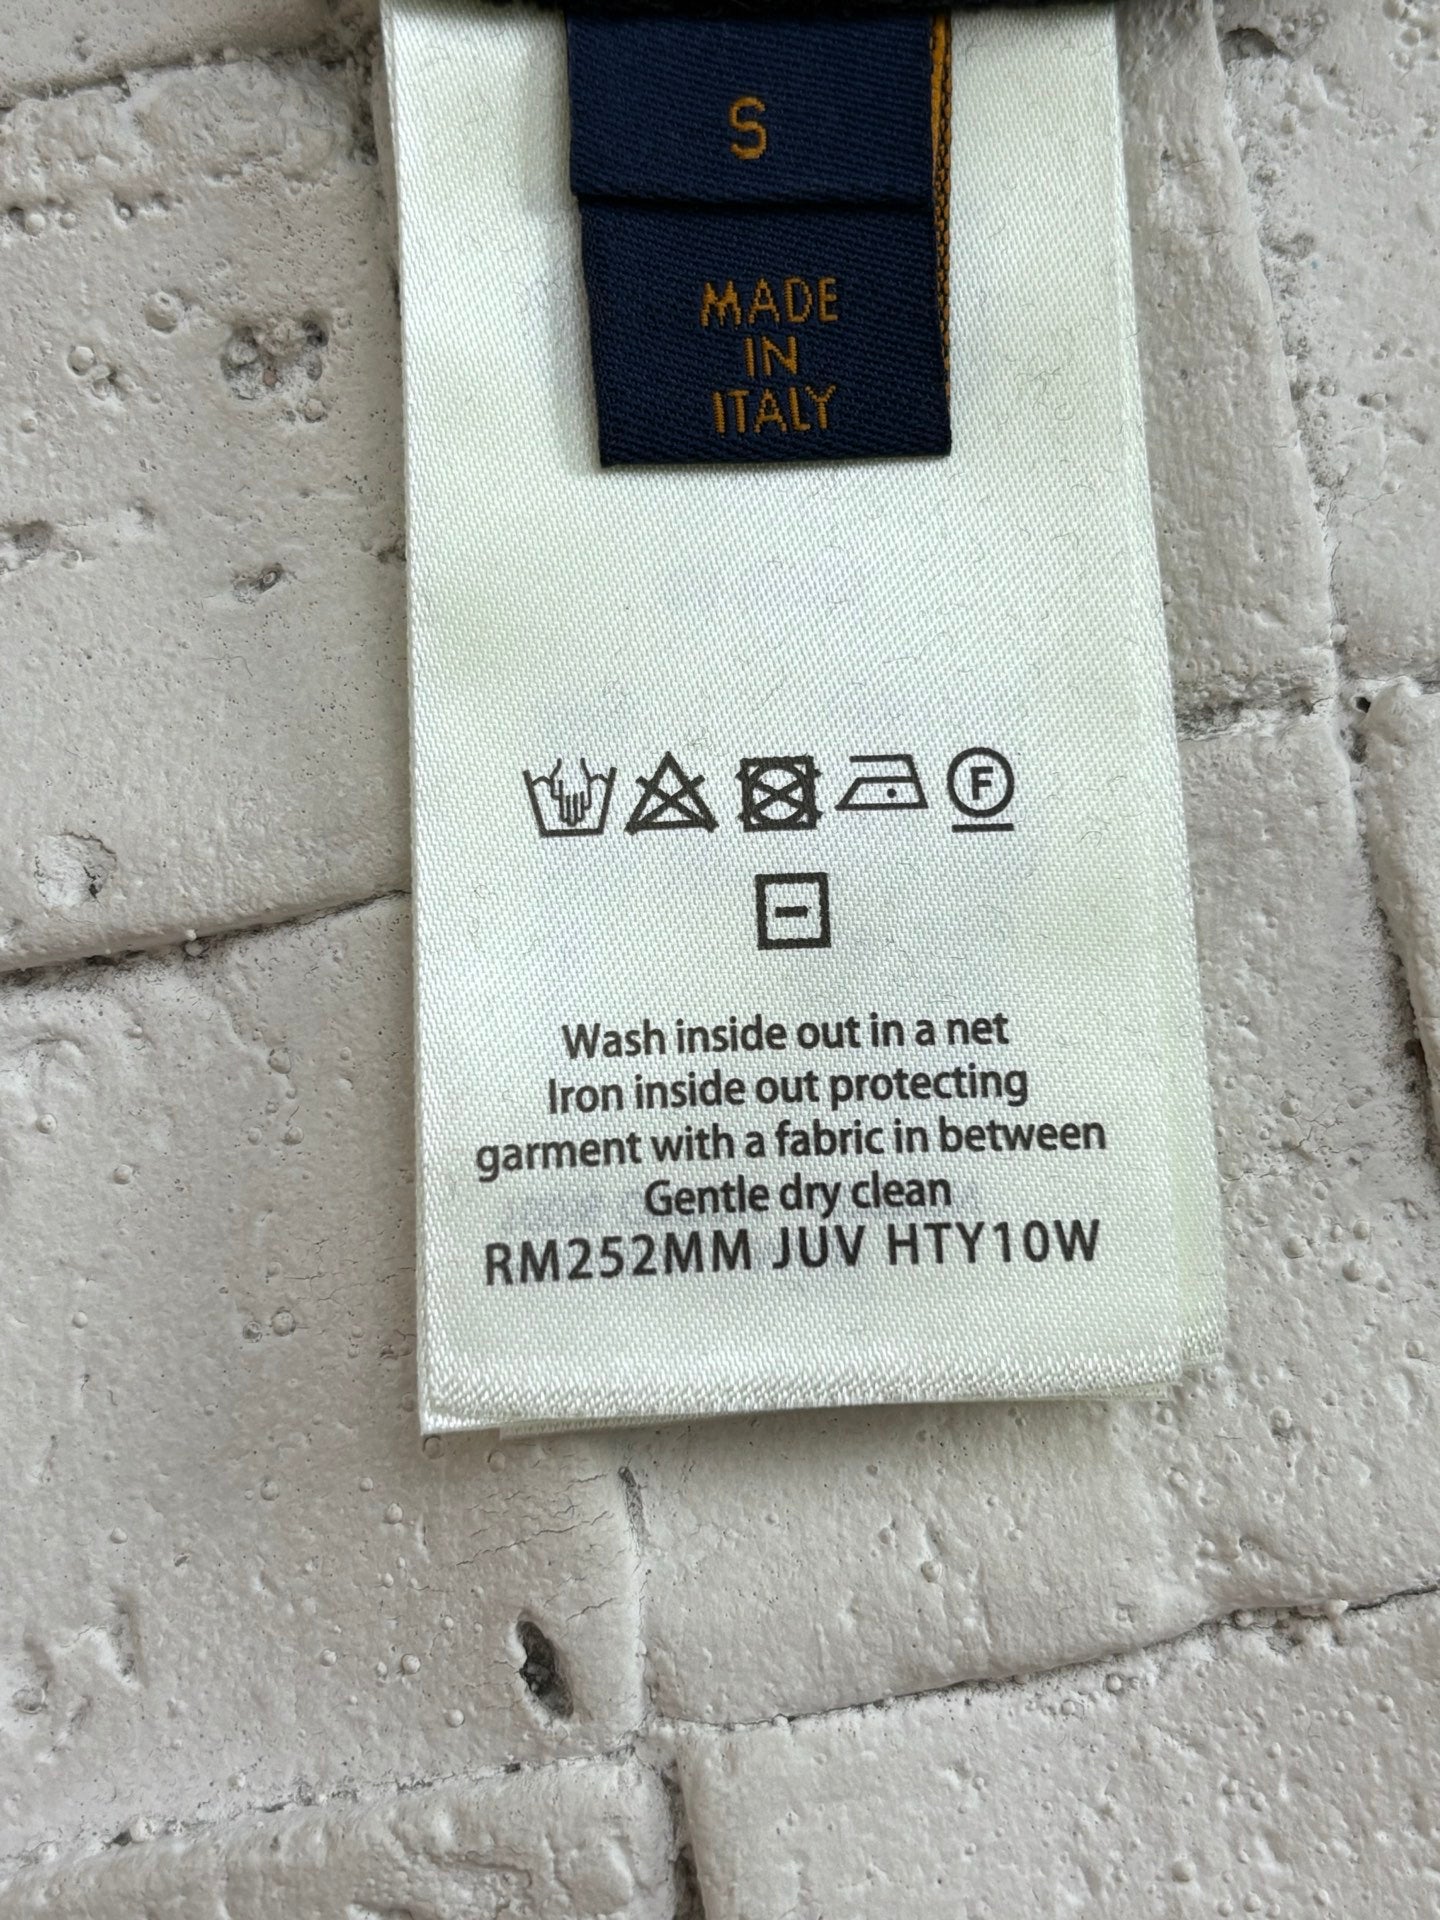 S
MADE
IN
ITALY
F
Wash inside out in a net
Iron inside out protecting
garment with a fabric in between
Gentle dry clean
RM252MM JUV HTY10W